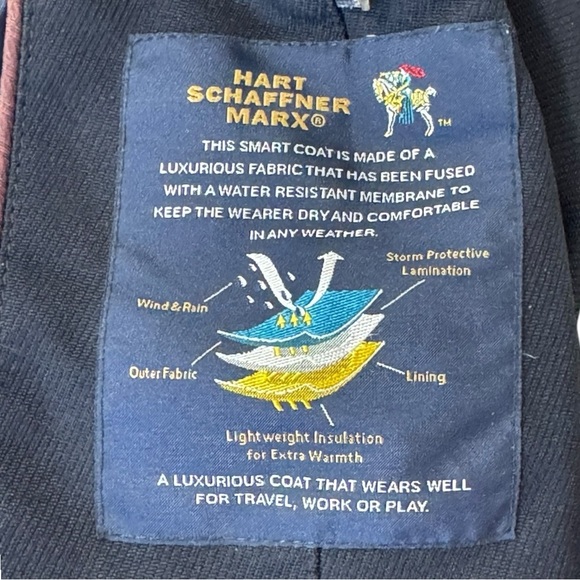 HART
SCHAFFNER
MARX®
TM
THIS SMART COAT IS MADE OF A
LUXURIOUS FABRIC THAT HAS BEEN FUSED
WITH A WATER RESISTANT MEMBRANE TO
KEEP THE WEARER DRY AND COMFORTABLE
IN ANY WEATHER.
Storm Protective
Lamination
Wind & Rain
Outer Fabric
Lining
Lightweight Insulation
for Extra Warmth
A LUXURIOUS COAT THAT WEARS WELL
FOR TRAVEL, WORK OR PLAY.